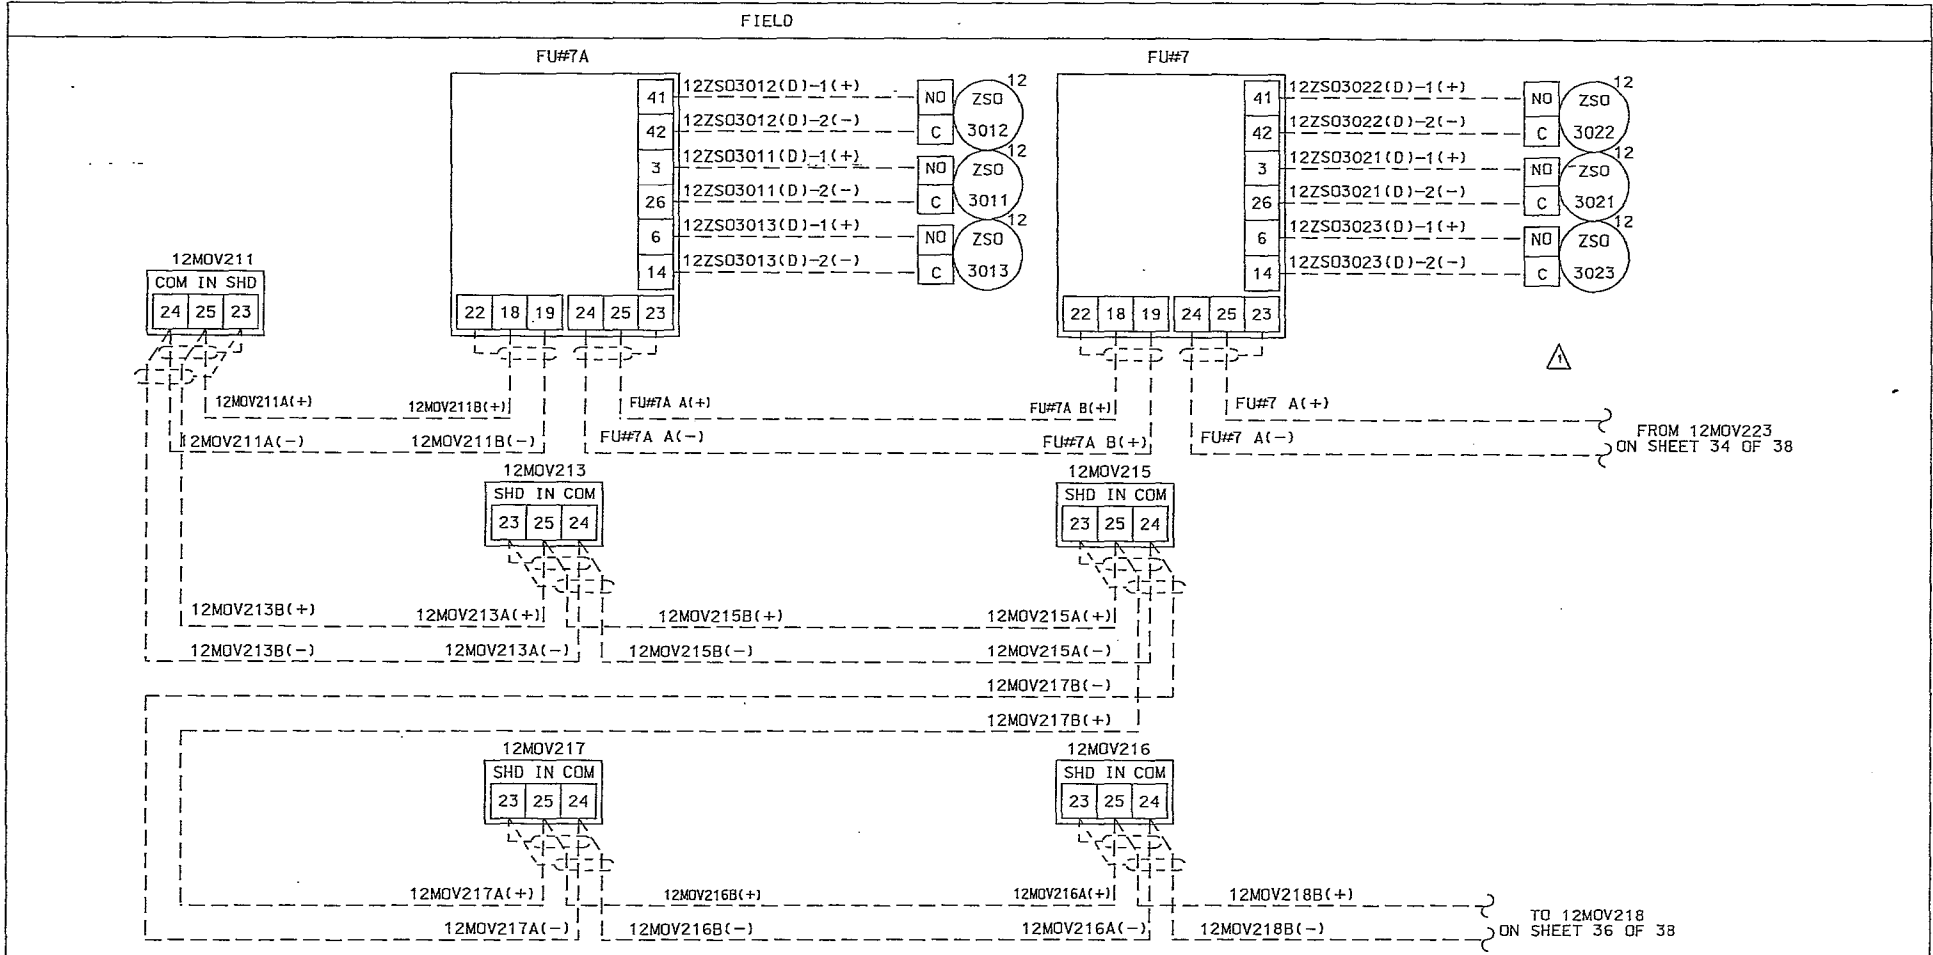 FIELD
FU#7A
FU#7
41 12ZSO3012(D)-1(+) NO ZSO 12
42 12ZSO3012(D)-2(-) C 3012
3 12ZSO3011(D)-1(+) NO ZSO 12
26 12ZSO3011(D)-2(-) C 3011
6 12ZSO3013(D)-1(+) NO ZSO 12
14 12ZSO3013(D)-2(-) C 3013
22 18 19 24 25 23
41 12ZSO3022(D)-1(+) NO ZSO 12
42 12ZSO3022(D)-2(-) C 3022
3 12ZSO3021(D)-1(+) NO ZSO 12
26 12ZSO3021(D)-2(-) C 3021
6 12ZSO3023(D)-1(+) NO ZSO 12
14 12ZSO3023(D)-2(-) C 3023
22 18 19 24 25 23
1
12MOV211
COM IN SHD
24 25 23
12MOV211A(+) 12MOV211B(+) FU#7A A(+) FU#7A B(+) FU#7 A(+)
12MOV211A(-) 12MOV211B(-) FU#7A A(-) FU#7A B(+) FU#7 A(-)
FROM 12MOV223
ON SHEET 34 OF 38
12MOV213
SHD IN COM
23 25 24
12MOV215
SHD IN COM
23 25 24
12MOV213B(+) 12MOV213A(+) 12MOV215B(+) 12MOV215A(+)
12MOV213B(-) 12MOV213A(-) 12MOV215B(-) 12MOV215A(-)
12MOV217B(-)
12MOV217B(+)
12MOV217
SHD IN COM
23 25 24
12MOV216
SHD IN COM
23 25 24
12MOV217A(+) 12MOV216B(+) 12MOV216A(+) 12MOV218B(+)
12MOV217A(-) 12MOV216B(-) 12MOV216A(-) 12MOV218B(-)
TO 12MOV218
ON SHEET 36 OF 38